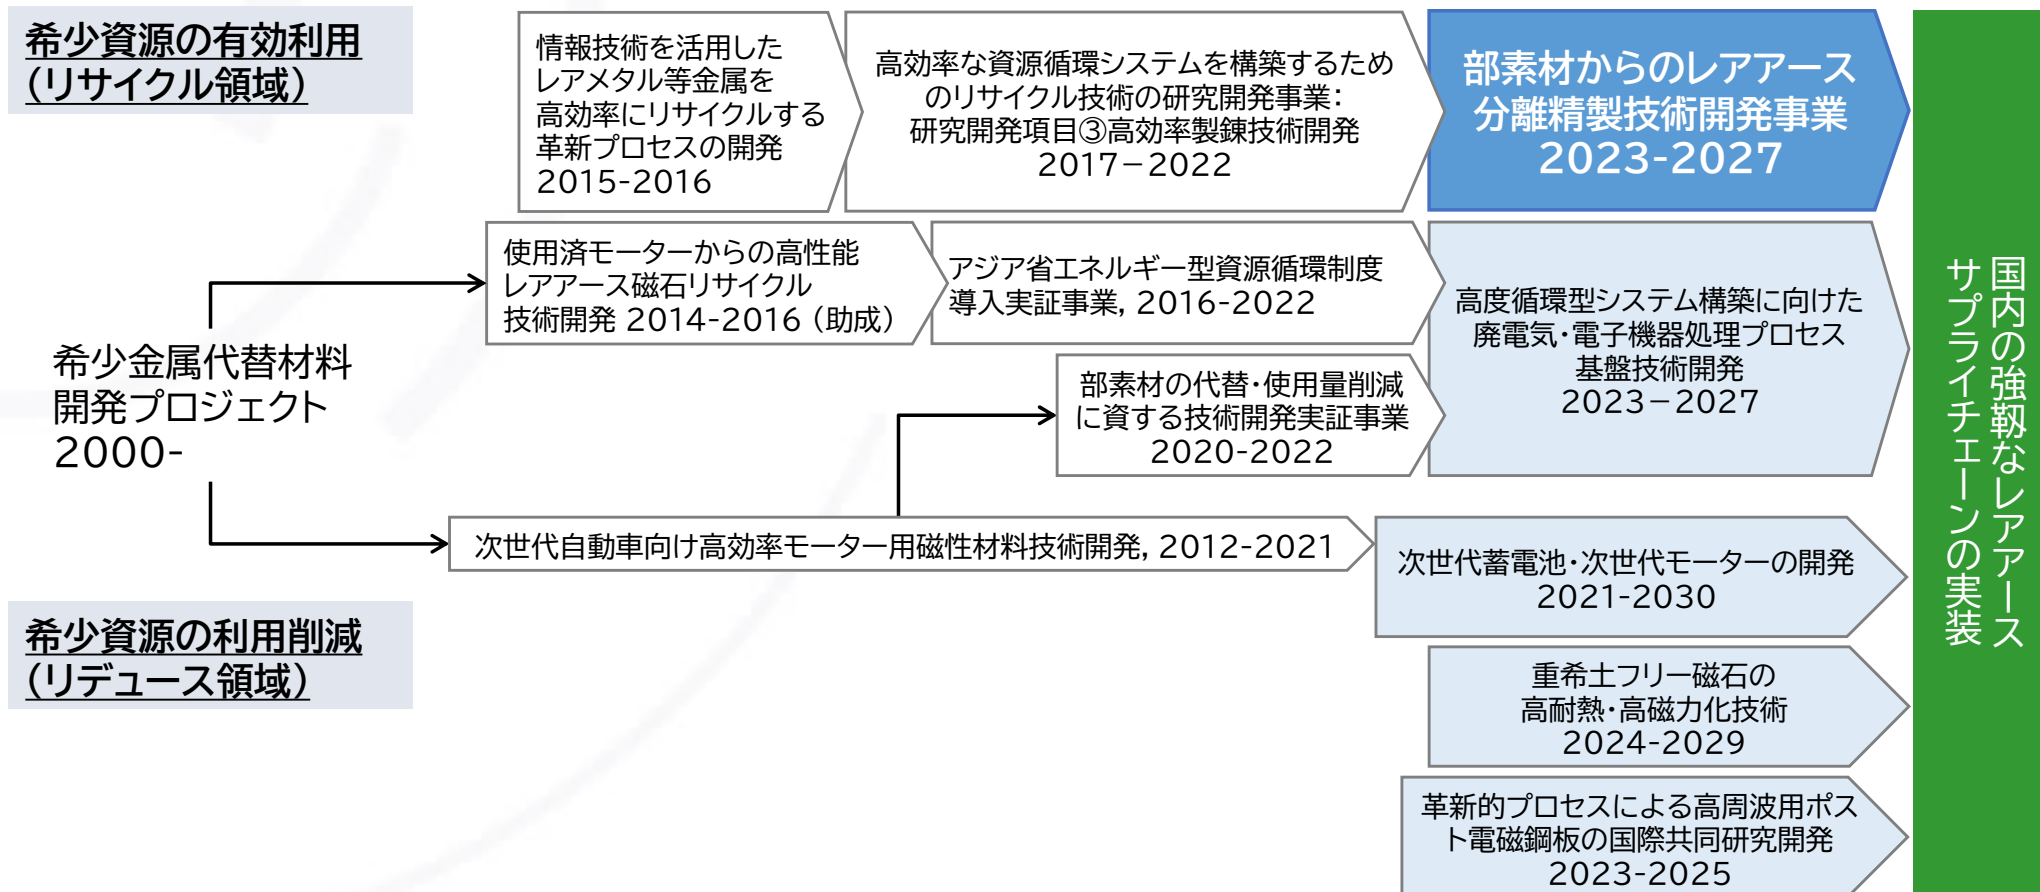 希少資源の有効利用
(リサイクル領域)
情報技術を活用した
レアメタル等金属を
高効率にリサイクルする
革新プロセスの開発
2015-2016
高効率な資源循環システムを構築するため
のリサイクル技術の研究開発事業：
研究開発項目③高効率製錬技術開発
2017－2022
部素材からのレアアース
分離精製技術開発事業
2023-2027
使用済モーターからの高性能
レアアース磁石リサイクル
技術開発 2014-2016 (助成)
アジア省エネルギー型資源循環制度
導入実証事業, 2016-2022
高度循環型システム構築に向けた
廃電気・電子機器処理プロセス
基盤技術開発
2023－2027
希少金属代替材料
開発プロジェクト
2000-
部素材の代替・使用量削減
に資する技術開発実証事業
2020-2022
次世代自動車向け高効率モーター用磁性材料技術開発, 2012-2021
次世代蓄電池・次世代モーターの開発
2021-2030
希少資源の利用削減
(リデュース領域)
重希土フリー磁石の
高耐熱・高磁力化技術
2024-2029
革新的プロセスによる高周波用ポス
ト電磁鋼板の国際共同研究開発
2023-2025
国内の強靱なレアアース
サプライチェーンの実装